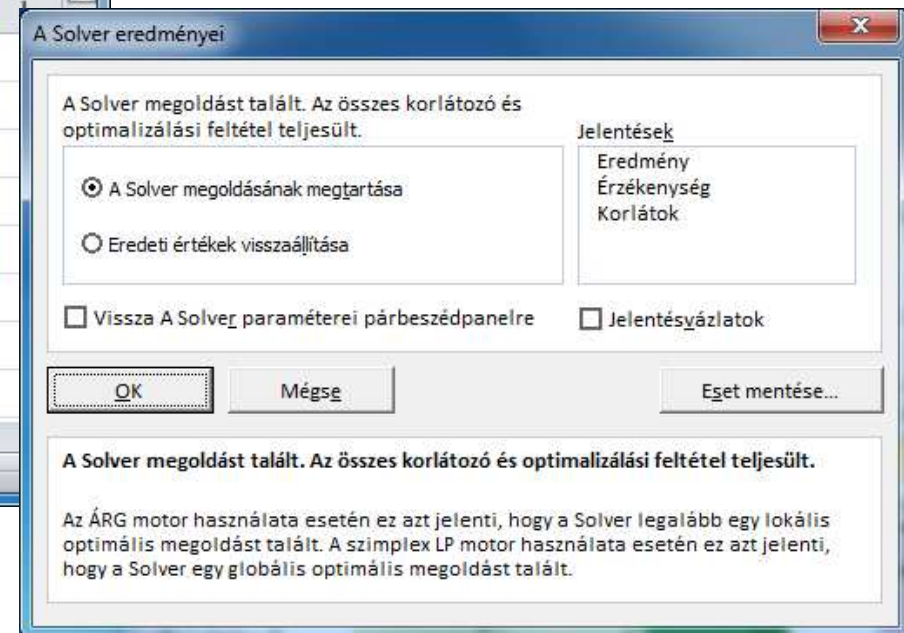 A Solver eredményei
A Solver megoldást talált. Az összes korlátozó és
optimalizálási feltétel teljesült.
A Solver megoldásának megtartása
Eredeti értékek visszaállítása
Jelentések
Eredmény
Érzékenység
Korlátok
Vissza A Solver paraméterei párbeszédpanelre
Jelentésvázlatok
OK
Mégse
Eset mentése...
A Solver megoldást talált. Az összes korlátozó és optimalizálási feltétel teljesült.
Az ÁRG motor használata esetén ez azt jelenti, hogy a Solver legalább egy lokális
optimális megoldást talált. A szimplex LP motor használata esetén ez azt jelenti,
hogy a Solver egy globális optimális megoldást talált.